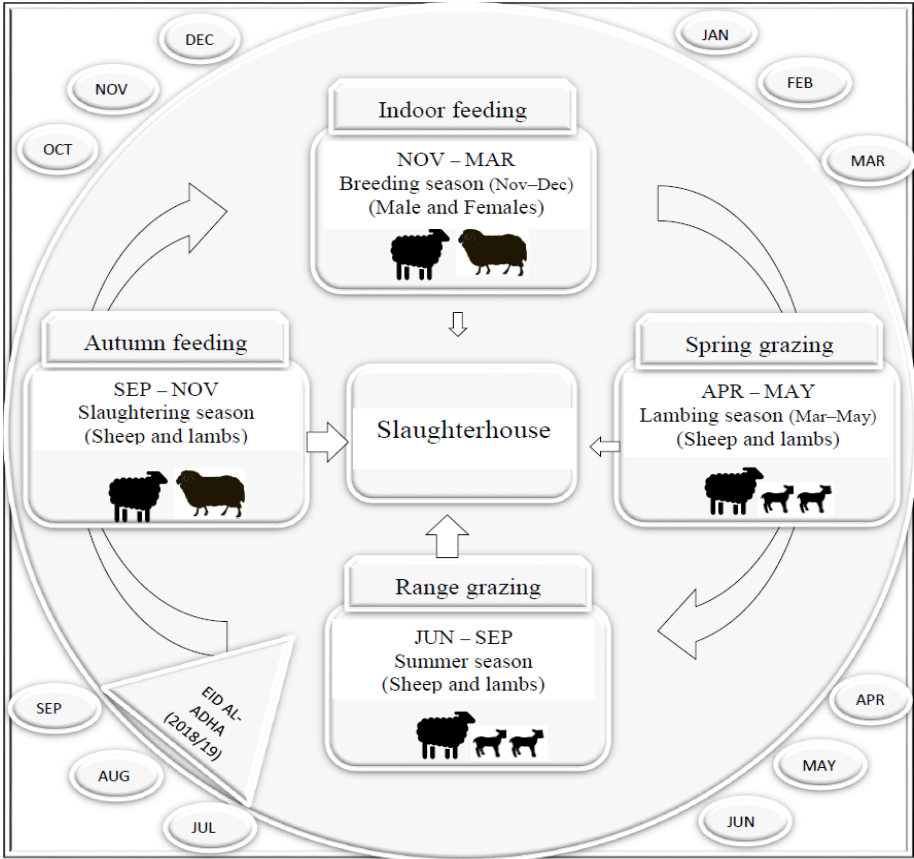 DEC
JAN
NOV
FEB
OCT
MAR
Indoor feeding
NOV – MAR
Breeding season (Nov–Dec)
(Male and Females)
Autumn feeding
SEP – NOV
Slaughtering season
(Sheep and lambs)
Slaughterhouse
Spring grazing
APR – MAY
Lambing season (Mar–May)
(Sheep and lambs)
Range grazing
JUN – SEP
Summer season
(Sheep and lambs)
EID AL-
ADHA
(2018/19)
SEP
APR
AUG
MAY
JUL
JUN